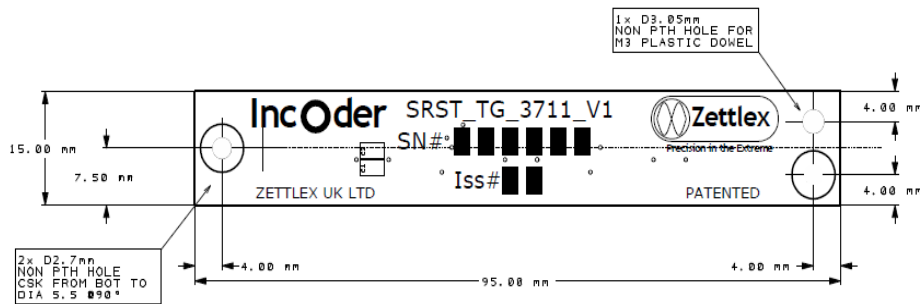 1x D3.05mm
NON PTH HOLE FOR
M3 PLASTIC DOWEL
IncOder
SRST_TG_3711_V1
Zettlex
Precision in the Extreme
SN#
Iss#
ZETTLEX UK LTD
PATENTED
15.00 mm
7.50 mm
4.00 mm
4.00 mm
4.00 mm
4.00 mm
95.00 mm
2x D2.7mm
NON PTH HOLE
CSK FROM BOT TO
DIA 5.5 @90°